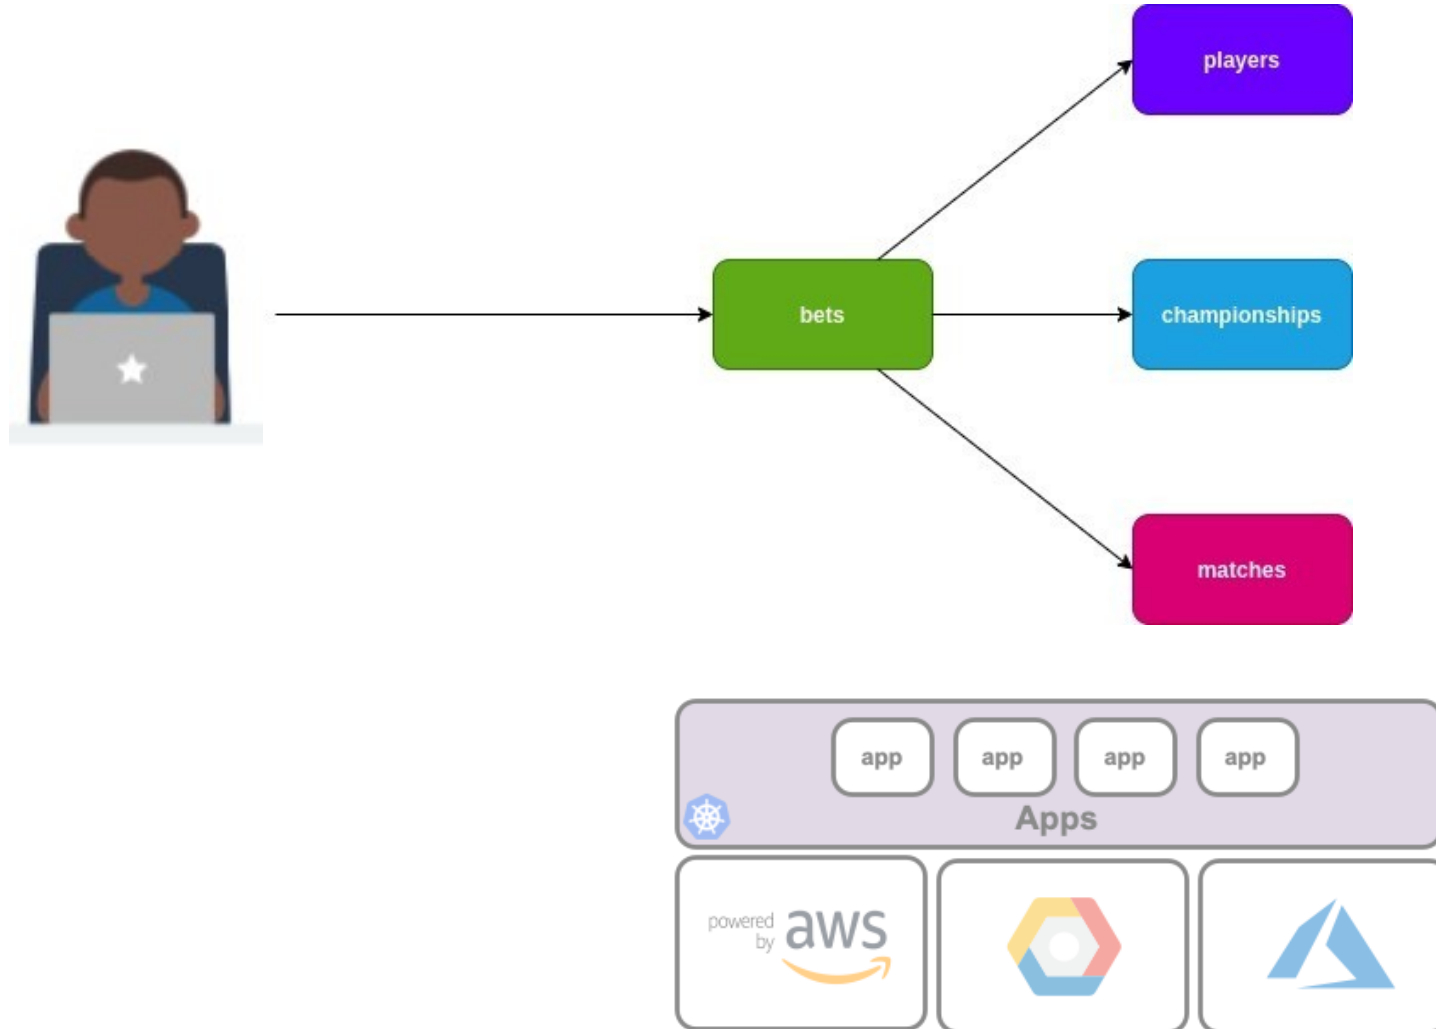 players
bets
championships
matches
app app app app
Apps
powered
by aws